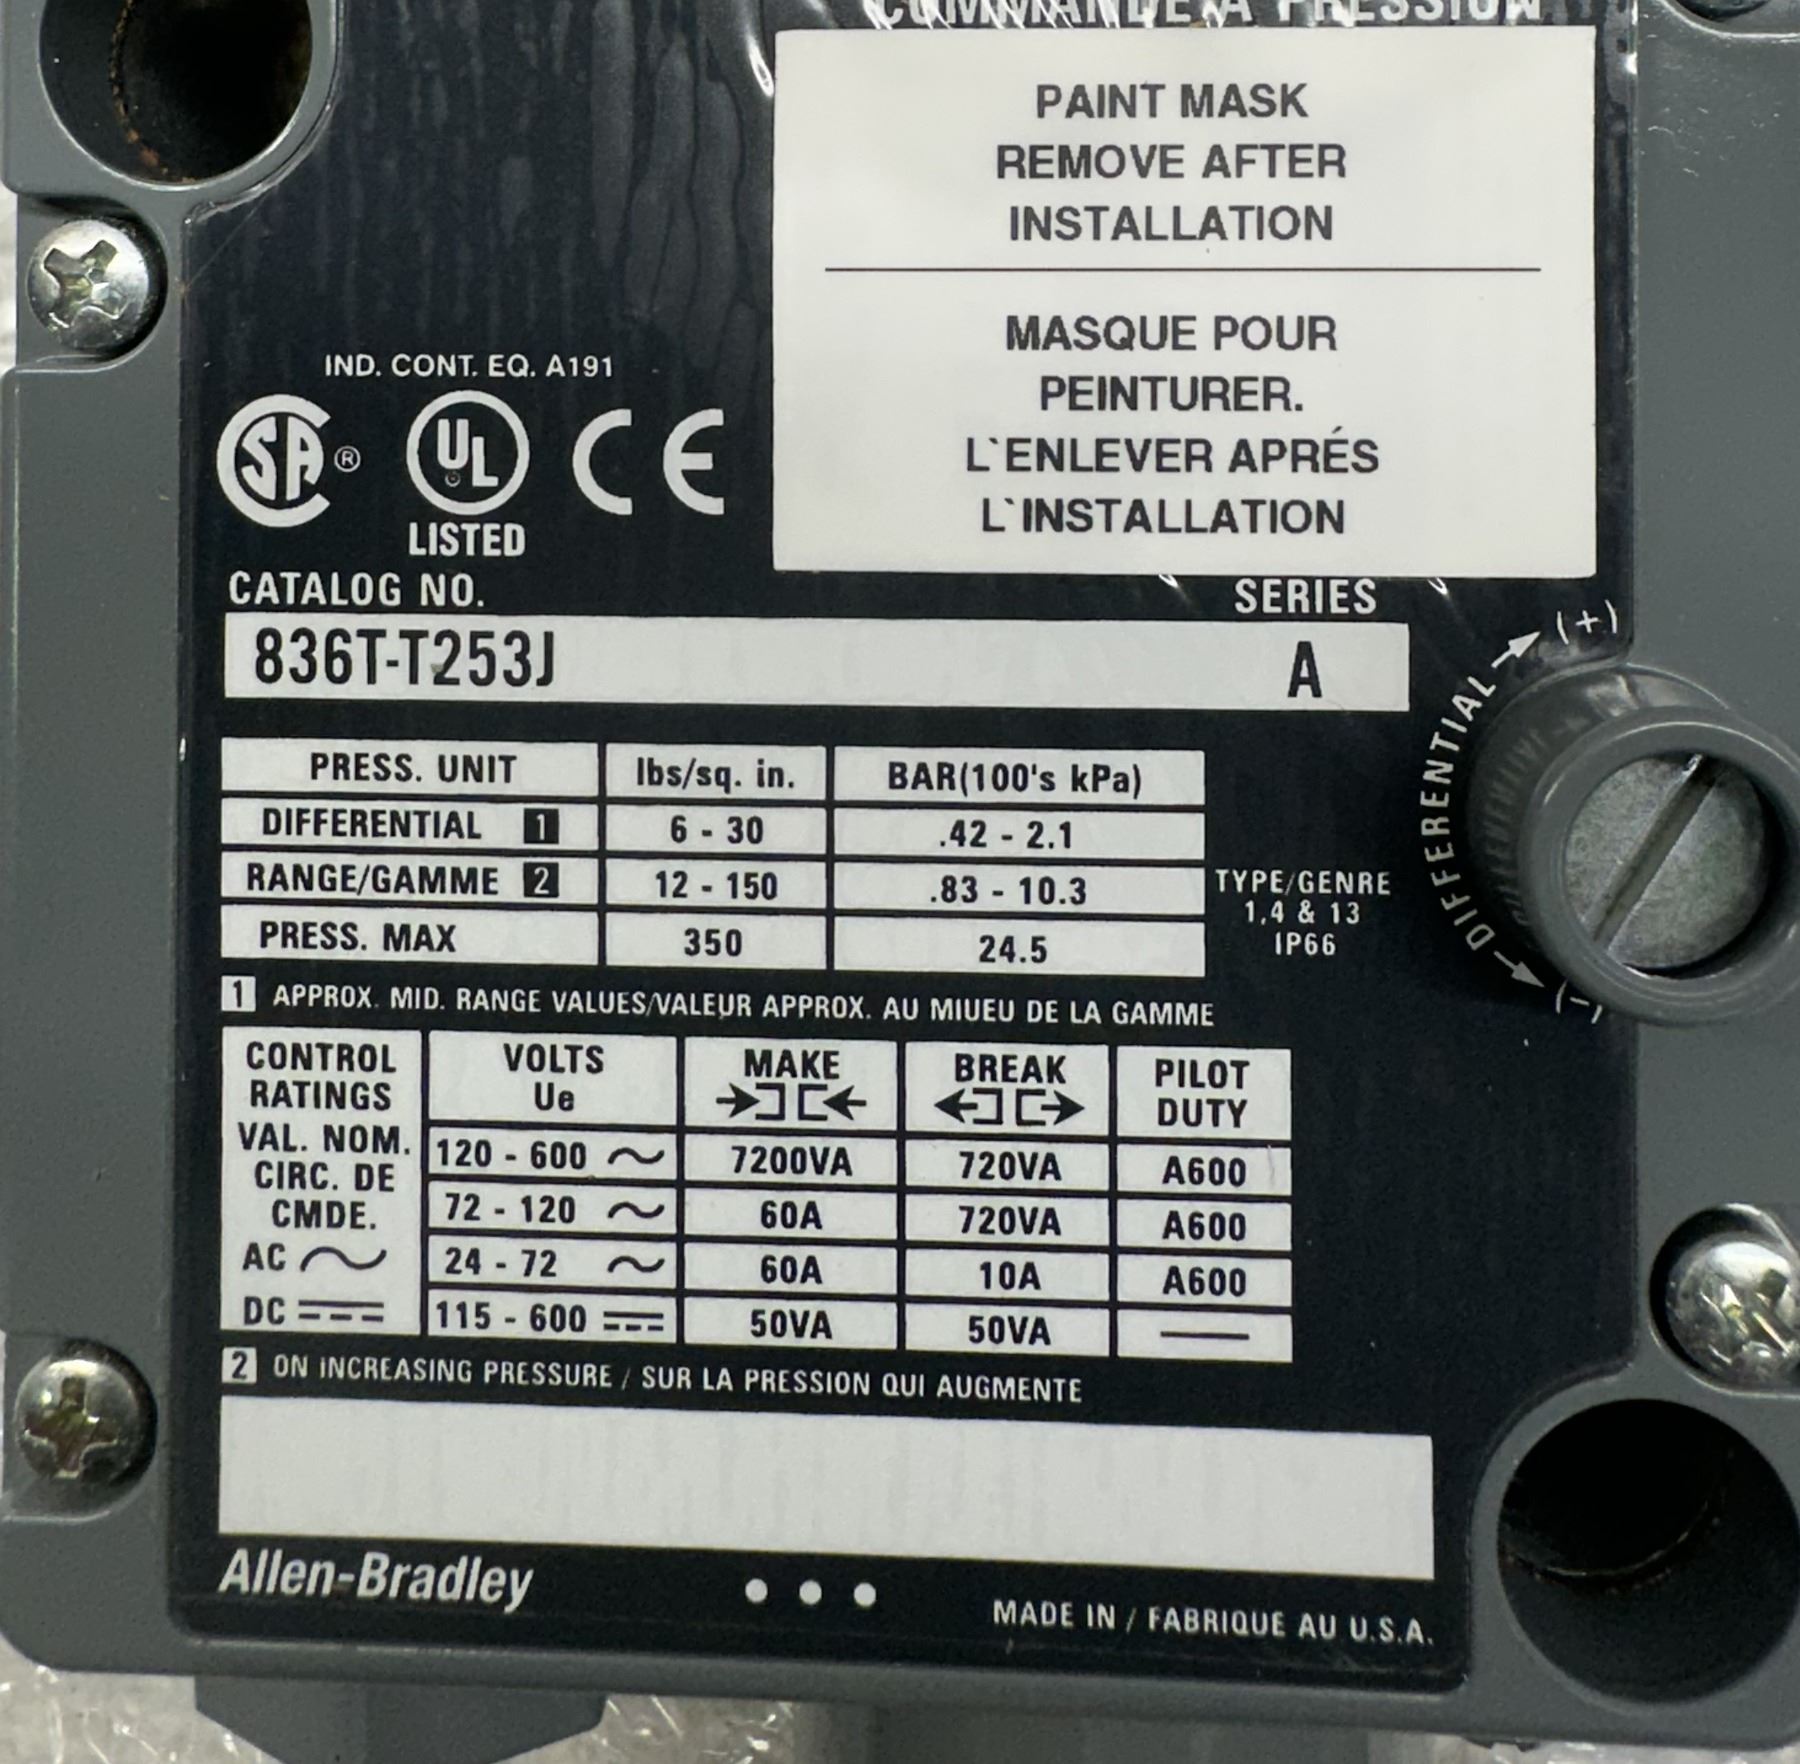 COMMANDE A PRESSION
PAINT MASK
REMOVE AFTER
INSTALLATION
MASQUE POUR
PEINTURER.
L`ENLEVER APRÉS
L`INSTALLATION
IND. CONT. EQ. A191
SA ® UL CE
LISTED
CATALOG NO. SERIES
836T-T253J A
PRESS. UNIT lbs/sq. in. BAR(100's kPa)
DIFFERENTIAL 1 6 - 30 .42 - 2.1
RANGE/GAMME 2 12 - 150 .83 - 10.3
PRESS. MAX 350 24.5
TYPE/GENRE
1,4 & 13
IP66
(+)
DIFFERENTIAL
(-)
1 APPROX. MID. RANGE VALUES/VALEUR APPROX. AU MIUEU DE LA GAMME
CONTROL
RATINGS
VAL. NOM.
CIRC. DE
CMDE.
AC ~
DC
VOLTS MAKE BREAK PILOT
Ue DUTY
120 - 600 ~ 7200VA 720VA A600
72 - 120 ~ 60A 720VA A600
24 - 72 ~ 60A 10A A600
115 - 600 50VA 50VA —
2 ON INCREASING PRESSURE / SUR LA PRESSION QUI AUGMENTE
Allen-Bradley
MADE IN / FABRIQUE AU U.S.A.